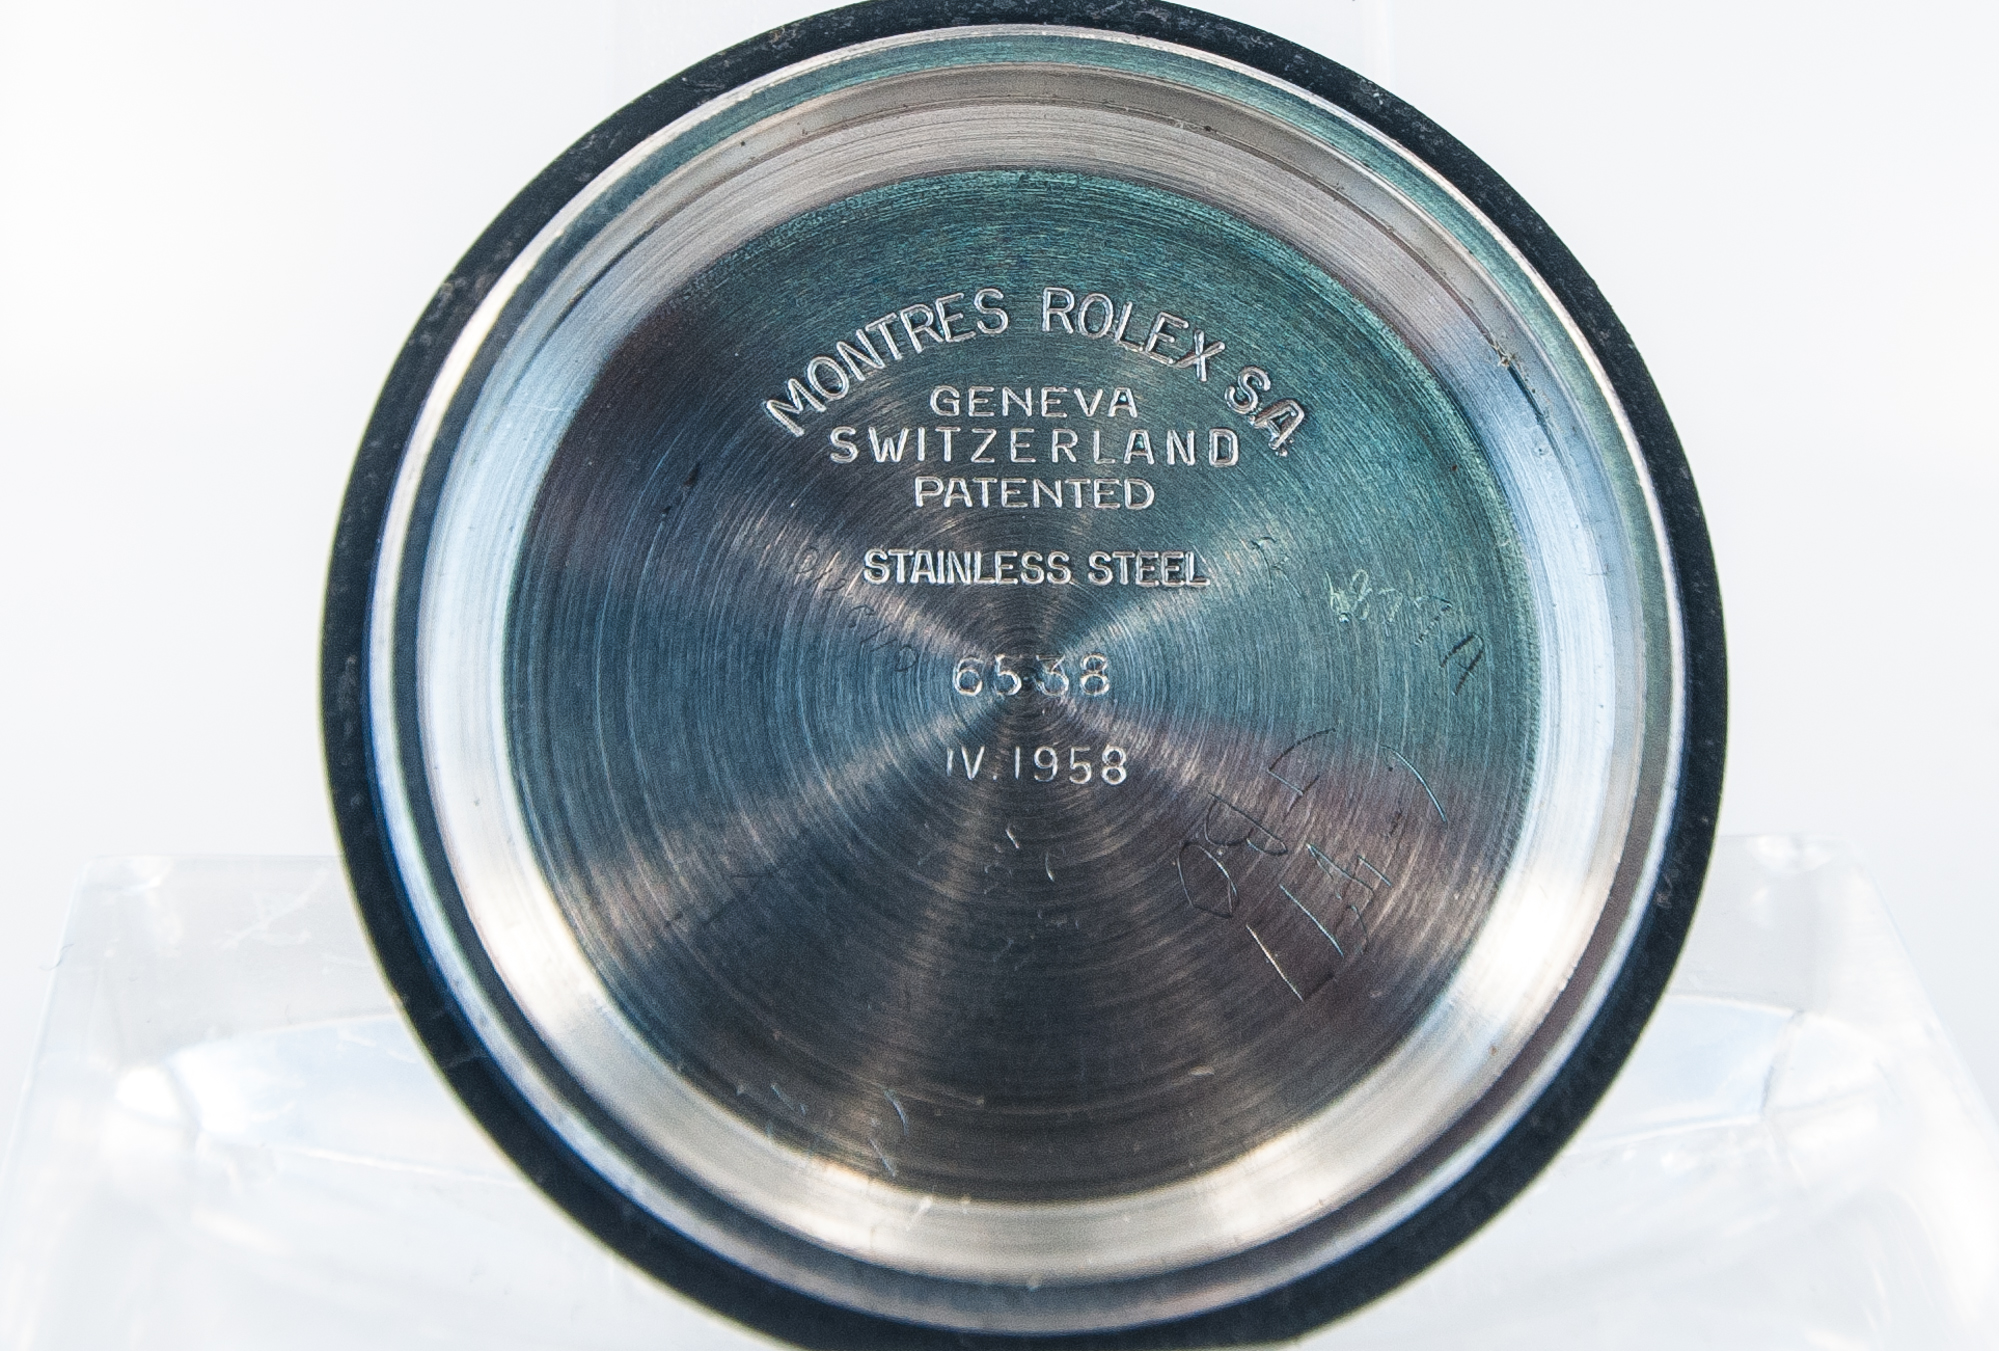 MONTRES ROLEX S.A.
GENEVA
SWITZERLAND
PATENTED
STAINLESS STEEL
6538
IV.1958